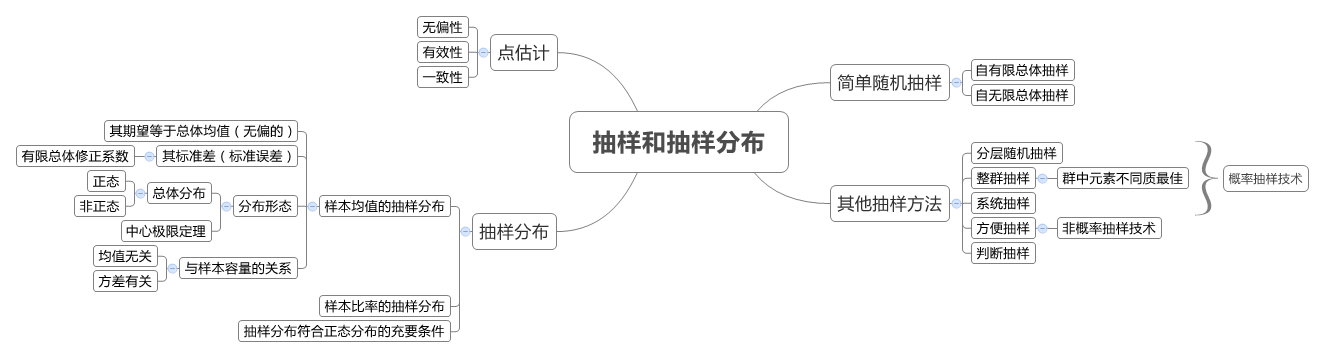 抽样和抽样分布
点估计
无偏性
有效性
一致性
抽样分布
样本均值的抽样分布
其期望等于总体均值（无偏的）
其标准差（标准误差）
有限总体修正系数
分布形态
总体分布
正态
非正态
中心极限定理
与样本容量的关系
均值无关
方差有关
样本比率的抽样分布
抽样分布符合正态分布的充要条件
简单随机抽样
自有限总体抽样
自无限总体抽样
其他抽样方法
分层随机抽样
整群抽样
群中元素不同质最佳
系统抽样
方便抽样
非概率抽样技术
判断抽样
概率抽样技术